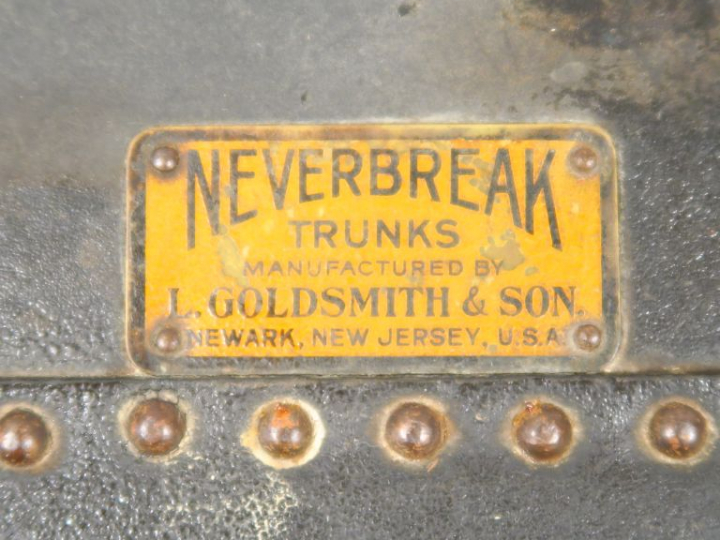 NEVERBREAK
TRUNKS
MANUFACTURED BY
L. GOLDSMITH & SON.
NEWARK, NEW JERSEY, U.S.A.